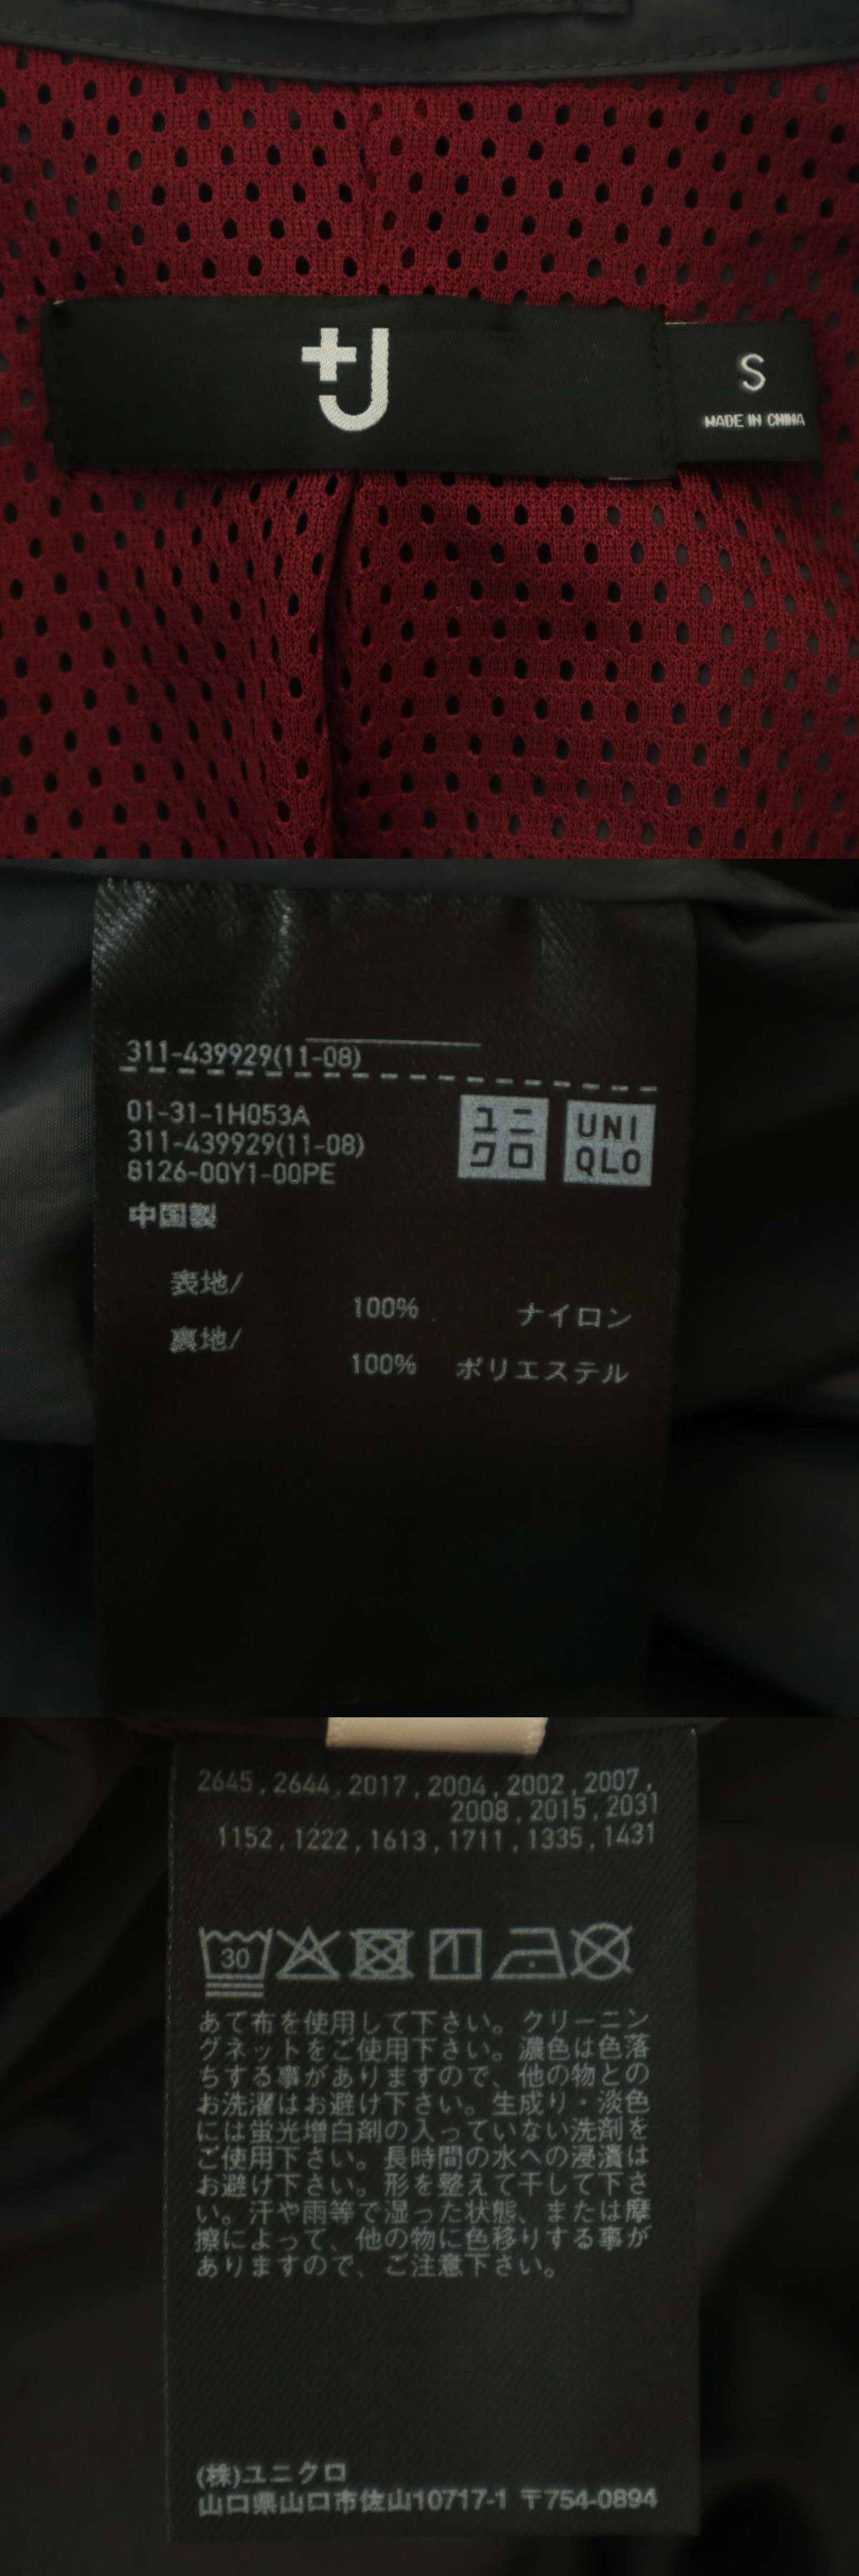 +J
S
MADE IN CHINA
311-439929(11-08)
01-31-1H053A
311-439929(11-08)
8126-00Y1-00PE
ユニクロ
UNIQLO
中国製
表地/
100% ナイロン
裏地/
100% ポリエステル
2645,2644,2017,2004,2002,2007,
2008,2015,2031
1152,1222,1613,1711,1335,1431
30
あて布を使用して下さい。クリーニン
グネットをご使用下さい。濃色は色落
ちする事がありますので、他の物との
お洗濯はお避け下さい。生成り・淡色
には蛍光増白剤の入っていない洗剤を
ご使用下さい。長時間の水への浸漬は
お避け下さい。形を整えて干して下さ
い。汗や雨等で湿った状態、または摩
擦によって、他の物に色移りする事が
ありますので、ご注意下さい。
(株)ユニクロ
山口県山口市佐山10717-1 〒754-0894